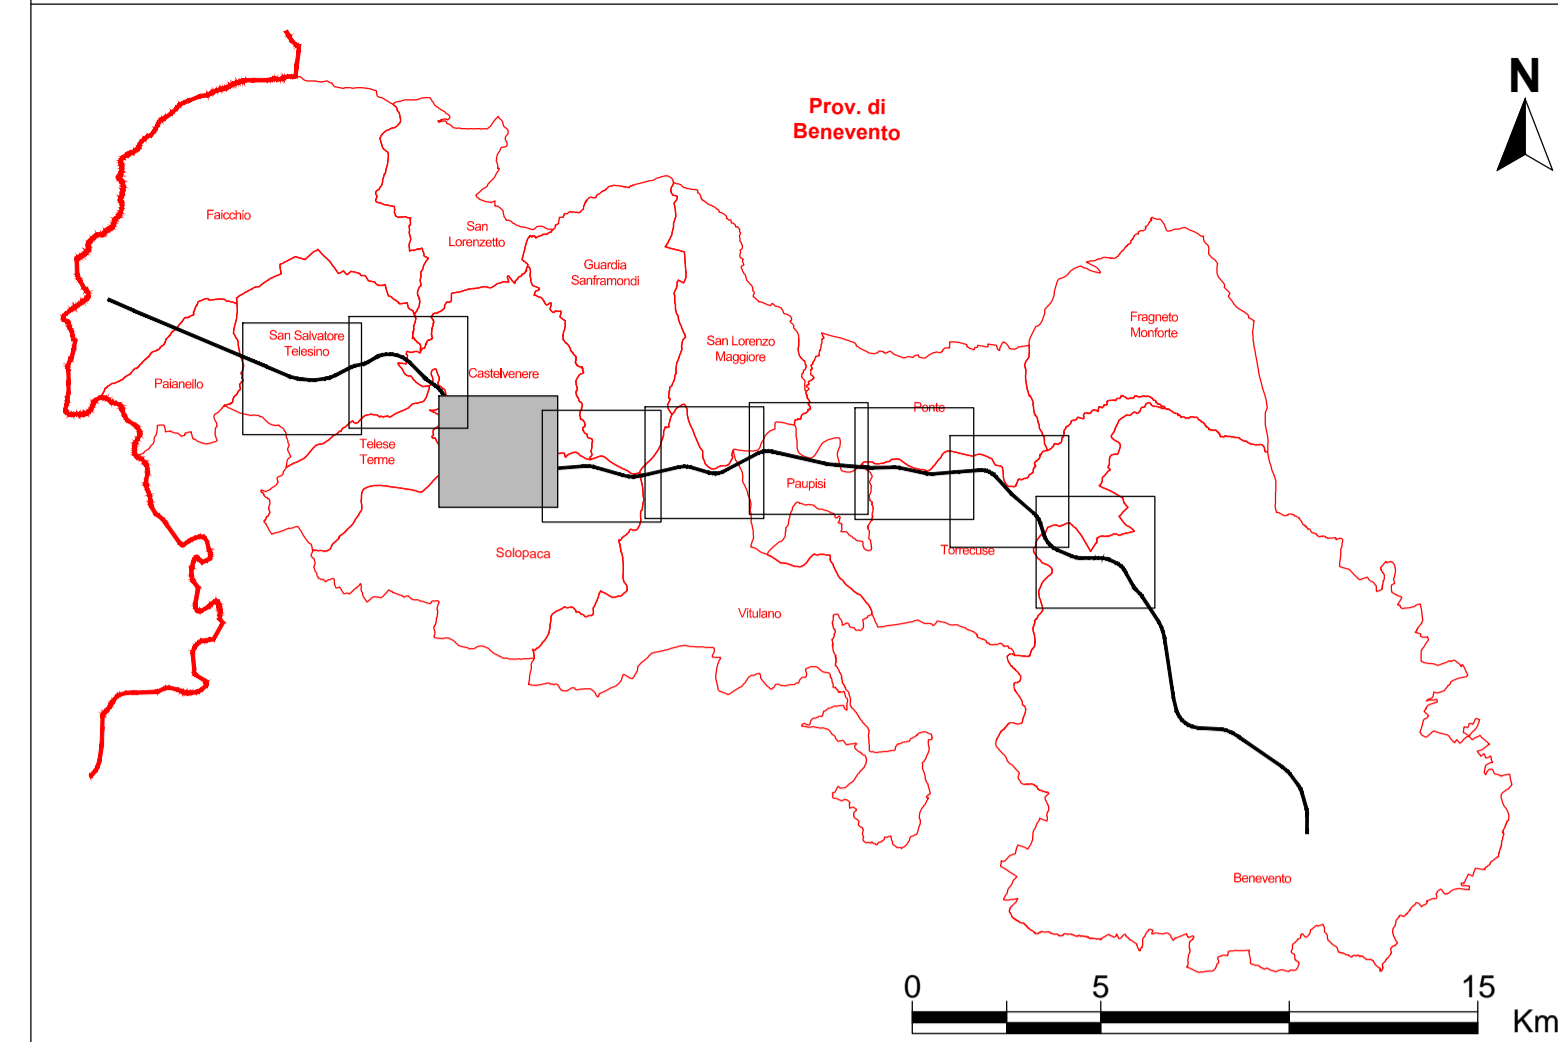 N
Prov. di
Benevento
Faicchio
San
Lorenzetto
Guardia
Sanframondi
San Salvatore
Telesino
San Lorenzo
Maggiore
Fragneto
Monforte
Paianello
Castelvenere
Ponte
Telese
Terme
Paupisi
Solopaca
Torrecuse
Vitulano
Benevento
0 5 15
Km